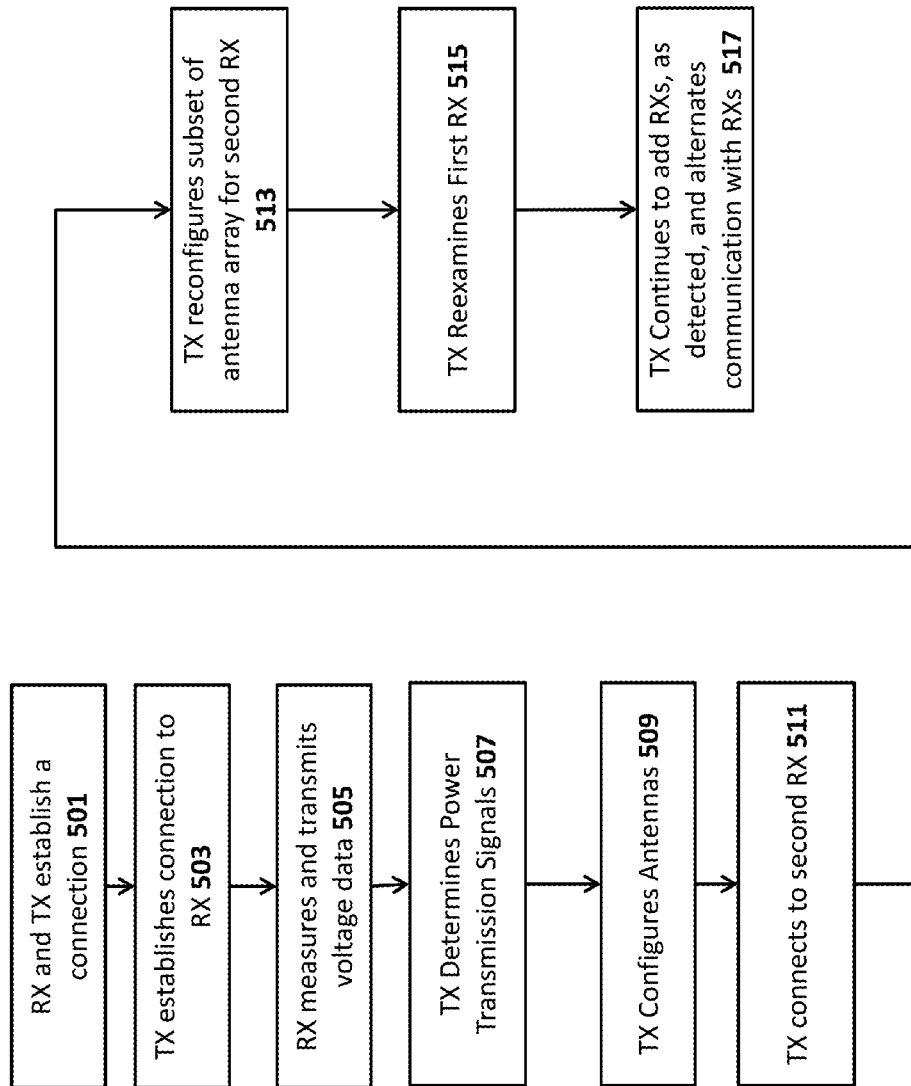 RX and TX establish a
connection 501
TX establishes connection to
RX 503
RX measures and transmits
voltage data 505
TX Determines Power
Transmission Signals 507
TX Configures Antennas 509
TX connects to second RX 511
TX reconfigures subset of
antenna array for second RX
513
TX Reexamines First RX 515
TX Continues to add RXs, as
detected, and alternates
communication with RXs 517